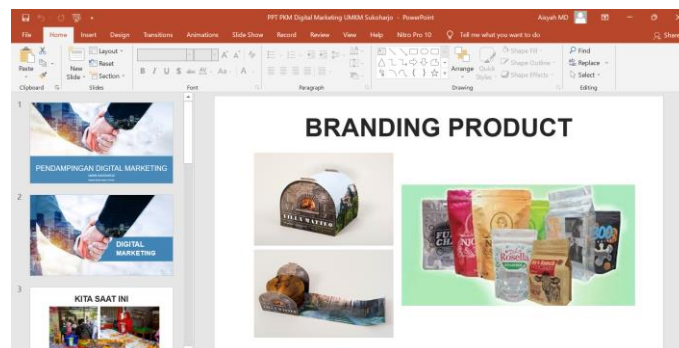 PPT PKM Digital Marketing UMKM Sukoharjo - PowerPoint
Aisyah MD
File Home Insert Design Transitions Animations Slide Show Record Review View Help Nitro Pro 10 Tell me what you want to do Share
Paste
New Slide
Layout
Reset
Section
B I U S
Aa
A
Arrange
Quick Styles
Shape Fill
Shape Outline
Shape Effects
Find
Replace
Select
Clipboard Slides Font Paragraph Drawing Editing
1
PENDAMPINGAN DIGITAL MARKETING
2
DIGITAL
MARKETING
3
KITA SAAT INI
BRANDING PRODUCT
VILLA MATTEO
Rosella